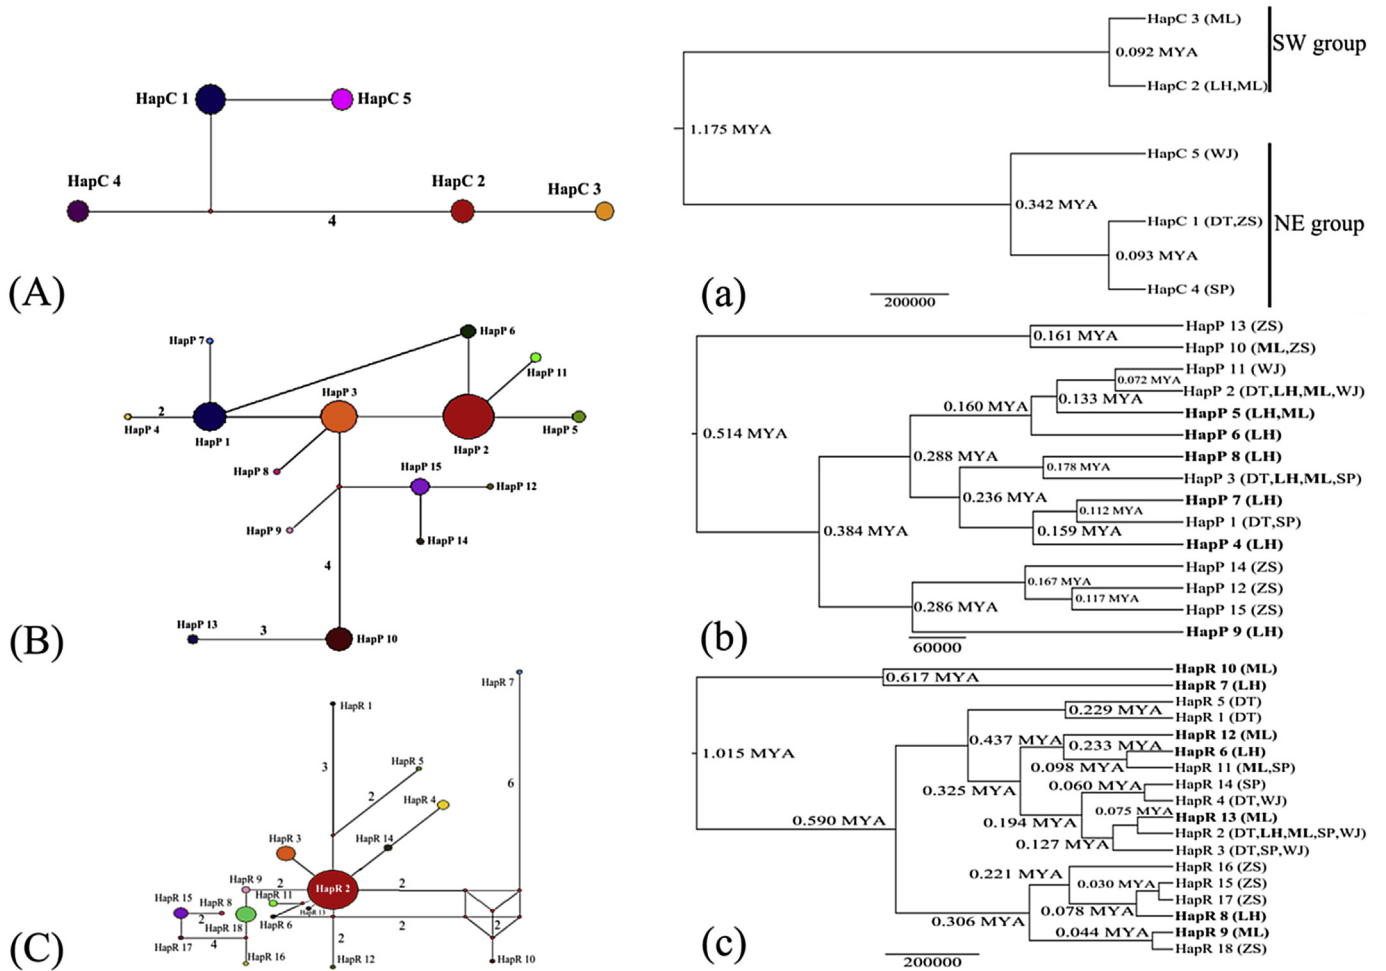 HapC 1
HapC 5
HapC 4
HapC 2
HapC 3
4
(A)
HapC 3 (ML)
SW group
0.092 MYA
HapC 2 (LH,ML)
1.175 MYA
HapC 5 (WJ)
0.342 MYA
HapC 1 (DT,ZS)
NE group
0.093 MYA
HapC 4 (SP)
200000
(a)
HapP 6
HapP 7
HapP 11
HapP 3
2
HapP 4
HapP 1
HapP 2
HapP 5
HapP 8
HapP 15
HapP 12
HapP 9
HapP 14
4
HapP 13
3
HapP 10
(B)
HapP 13 (ZS)
0.161 MYA
HapP 10 (ML,ZS)
HapP 11 (WJ)
0.072 MYA
HapP 2 (DT,LH,ML,WJ)
0.133 MYA
0.160 MYA
HapP 5 (LH,ML)
0.514 MYA
HapP 6 (LH)
HapP 8 (LH)
0.288 MYA
0.178 MYA
HapP 3 (DT,LH,ML,SP)
0.236 MYA
HapP 7 (LH)
0.112 MYA
HapP 1 (DT,SP)
0.384 MYA
0.159 MYA
HapP 4 (LH)
HapP 14 (ZS)
0.167 MYA
HapP 12 (ZS)
0.117 MYA
0.286 MYA
HapP 15 (ZS)
HapP 9 (LH)
60000
(b)
HapR 7
HapR 1
HapR 5
3
2
6
HapR 4
HapR 3
HapR 14
HapR 9
2
HapR 2
2
HapR 15
HapR 8
HapR 11
HapR 13
2
HapR 18
HapR 6
2
2
HapR 17
4
2
HapR 16
HapR 12
HapR 10
(C)
HapR 10 (ML)
0.617 MYA
HapR 7 (LH)
HapR 5 (DT)
0.229 MYA
HapR 1 (DT)
HapR 12 (ML)
0.437 MYA
0.233 MYA
HapR 6 (LH)
1.015 MYA
0.098 MYA
HapR 11 (ML,SP)
0.060 MYA
HapR 14 (SP)
0.325 MYA
HapR 4 (DT,WJ)
0.075 MYA
HapR 13 (ML)
0.590 MYA
0.194 MYA
HapR 2 (DT,LH,ML,SP,WJ)
0.127 MYA
HapR 3 (DT,SP,WJ)
HapR 16 (ZS)
0.221 MYA
0.030 MYA
HapR 15 (ZS)
HapR 17 (ZS)
0.078 MYA
HapR 8 (LH)
0.306 MYA
0.044 MYA
HapR 9 (ML)
HapR 18 (ZS)
200000
(c)